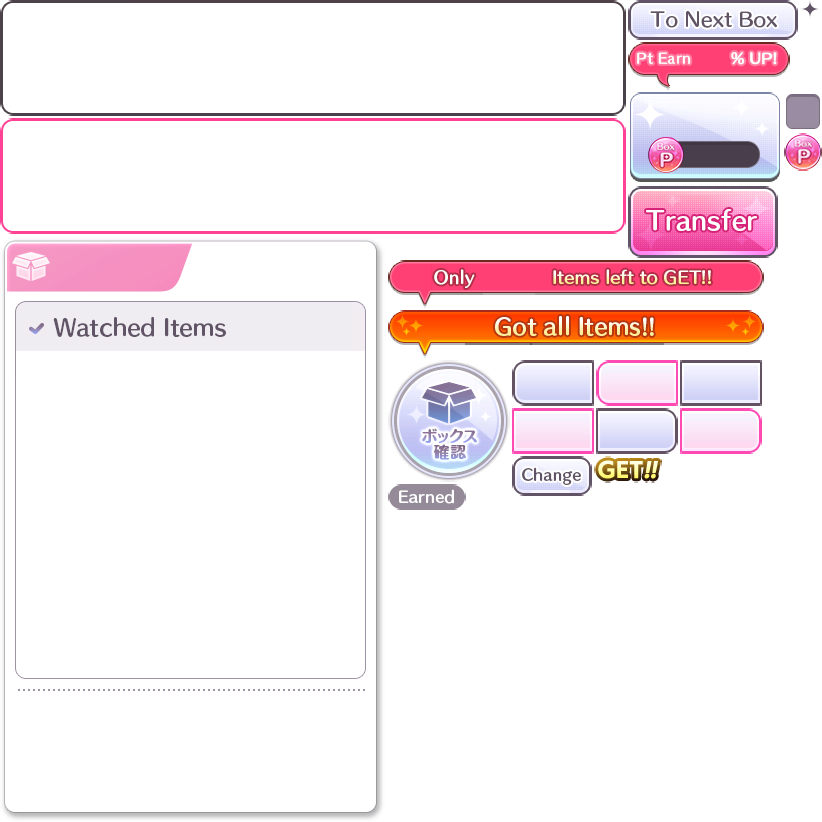 To Next Box
Pt Earn % UP!
Box
P
Box
P
Transfer
Only Items left to GET!!
Watched Items
Got all Items!!
ボックス
確認
Change
GET!!
Earned